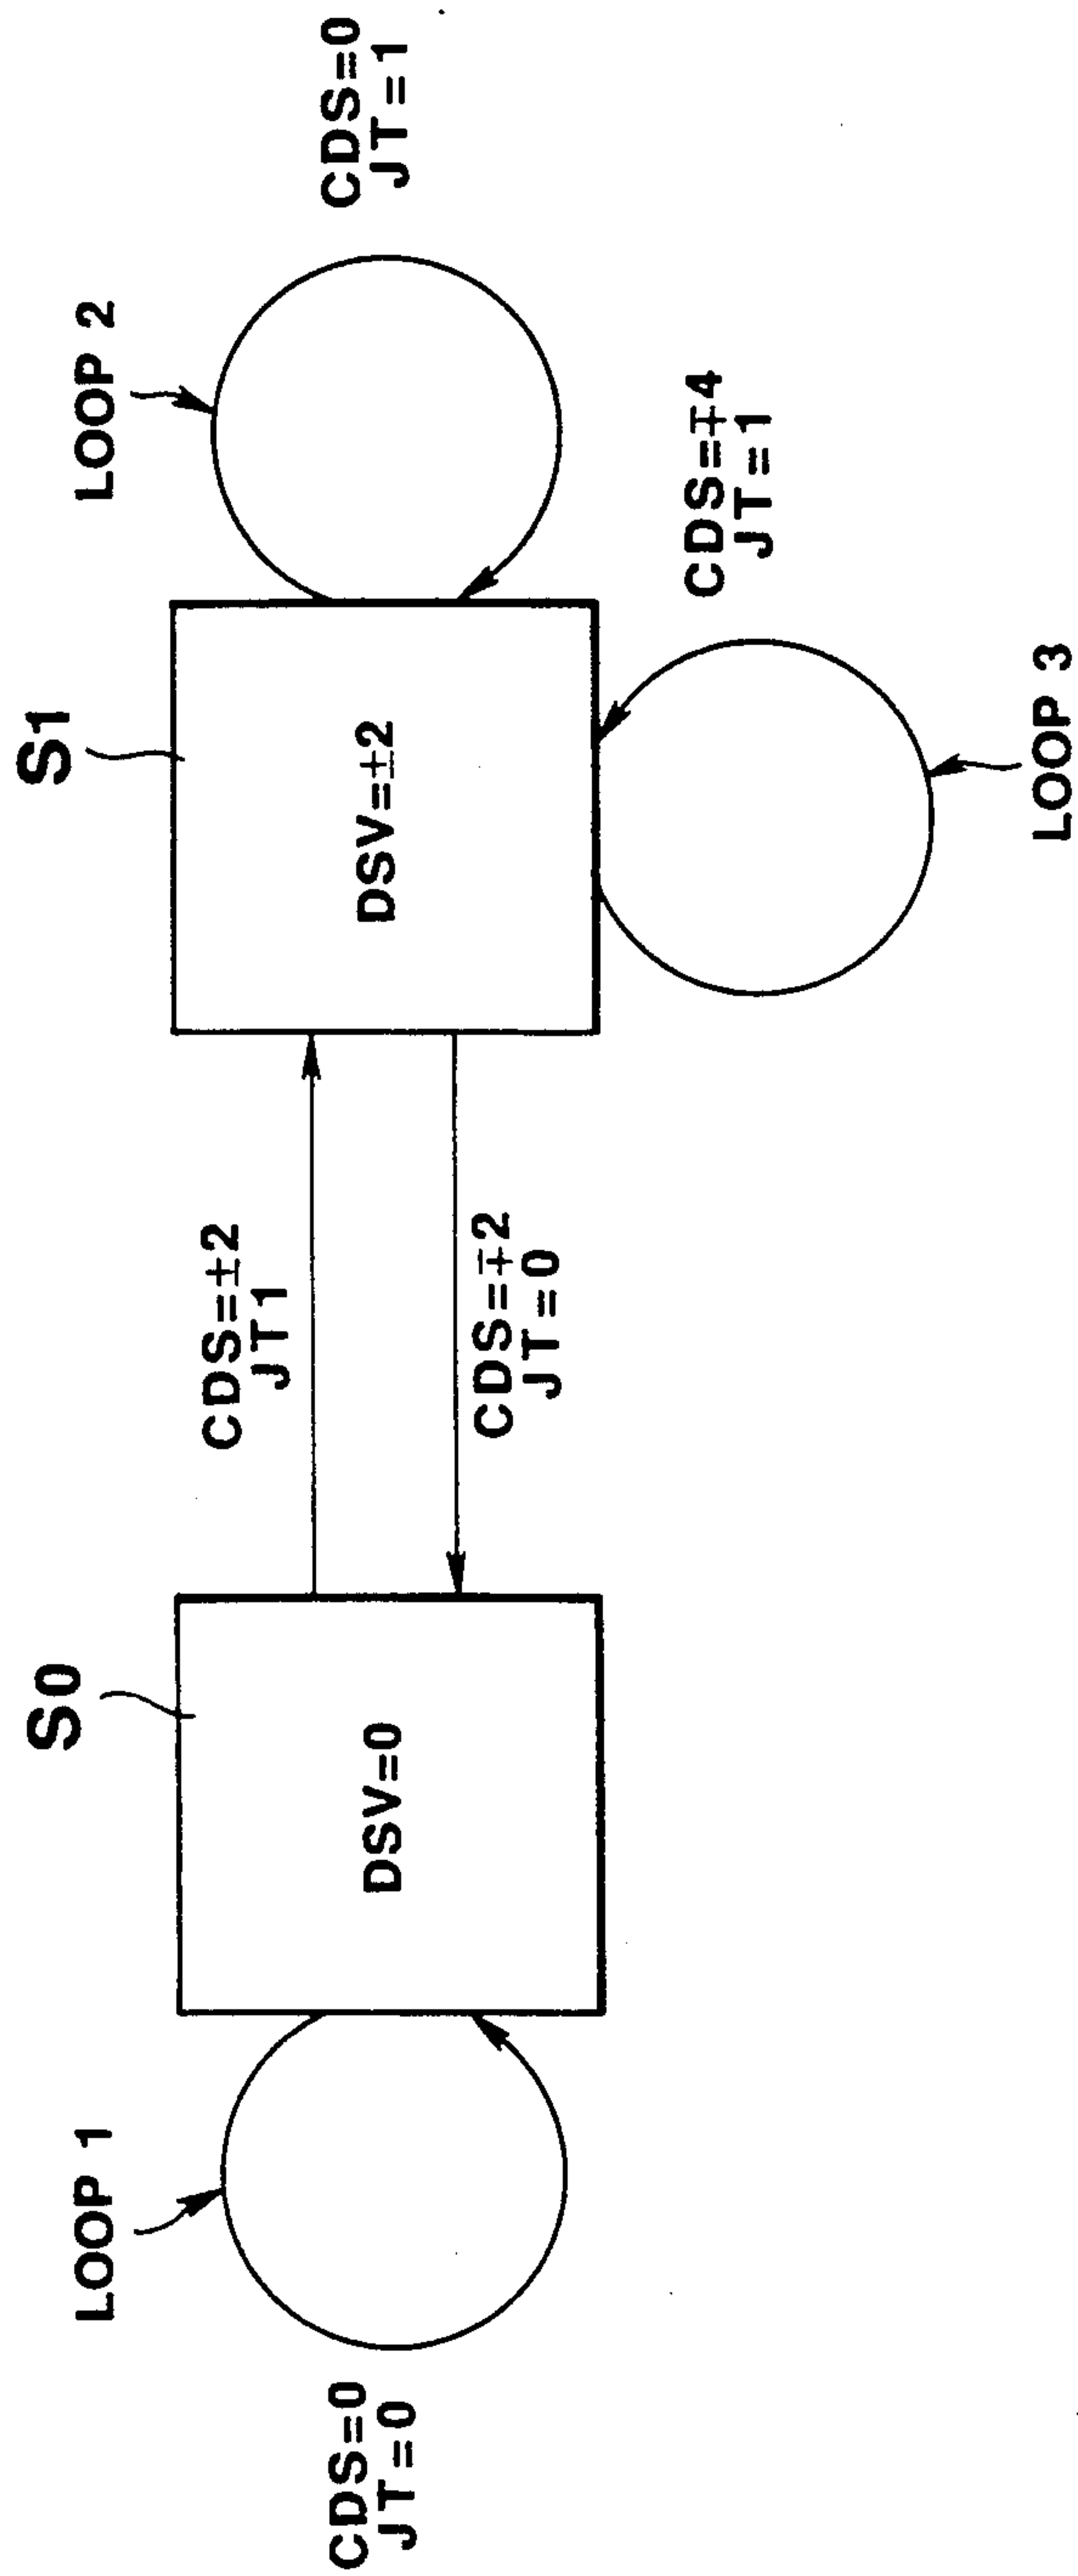 S0
S1
LOOP 1
LOOP 2
CDS=±2
JT1
CDS=0
JT=0
DSV=0
DSV=±2
CDS=0
JT=1
CDS=∓2
JT=0
CDS=∓4
JT=1
LOOP 3